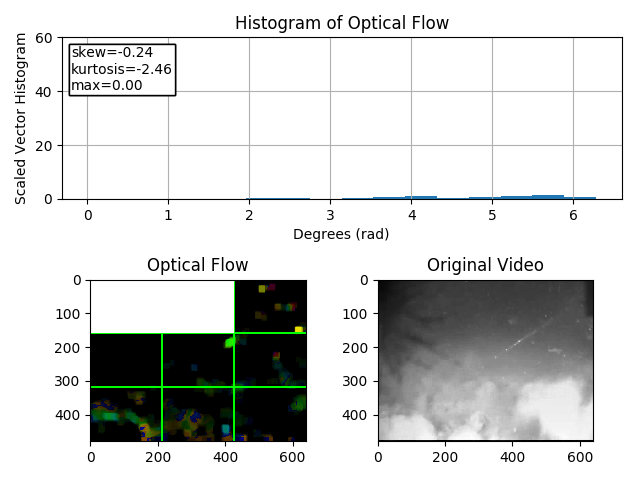 Histogram of Optical Flow
Scaled Vector Histogram
60
40
20
0
skew=-0.24
kurtosis=-2.46
max=0.00
0 1 2 3 4 5 6
Degrees (rad)
Optical Flow
0
100
200
300
400
0 200 400 600
Original Video
0
100
200
300
400
0 200 400 600